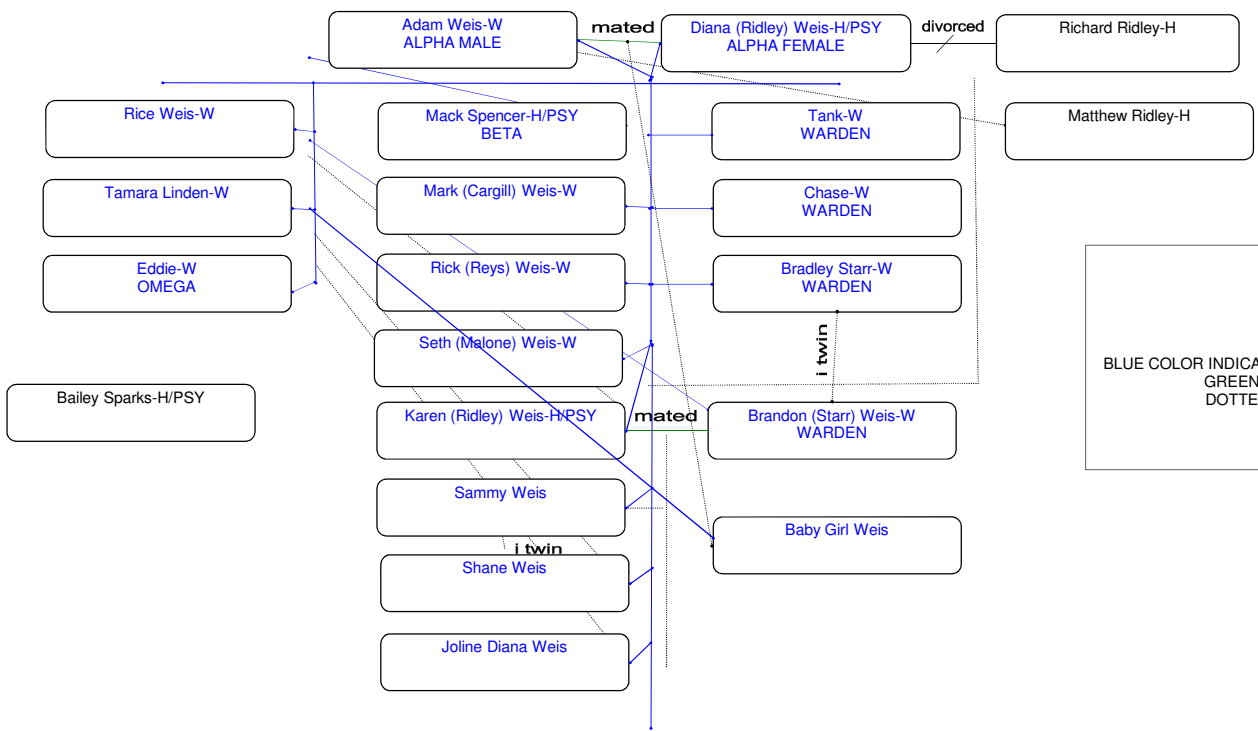 Adam Weis-W
ALPHA MALE
mated
Diana (Ridley) Weis-H/PSY
ALPHA FEMALE
divorced
Richard Ridley-H
Rice Weis-W
Mack Spencer-H/PSY
BETA
Tank-W
WARDEN
Matthew Ridley-H
Tamara Linden-W
Mark (Cargill) Weis-W
Chase-W
WARDEN
Eddie-W
OMEGA
Rick (Reys) Weis-W
Bradley Starr-W
WARDEN
i twin
Seth (Malone) Weis-W
BLUE COLOR INDICA
GREEN
DOTTE
Bailey Sparks-H/PSY
Karen (Ridley) Weis-H/PSY
mated
Brandon (Starr) Weis-W
WARDEN
Sammy Weis
Baby Girl Weis
i twin
Shane Weis
Joline Diana Weis